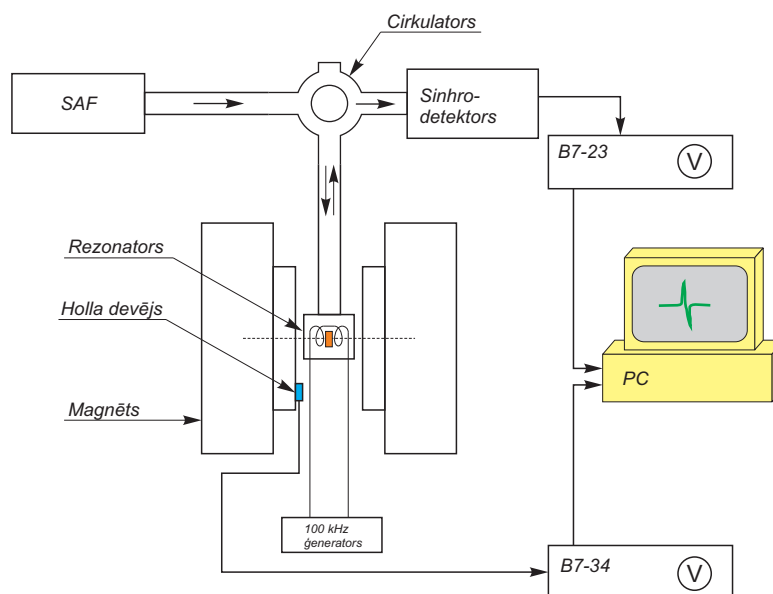 Cirkulators
SAF
Sinhro-
detektors
B7-23
V
Rezonators
Holla devējs
Magnēts
PC
100 kHz
ģenerators
B7-34
V